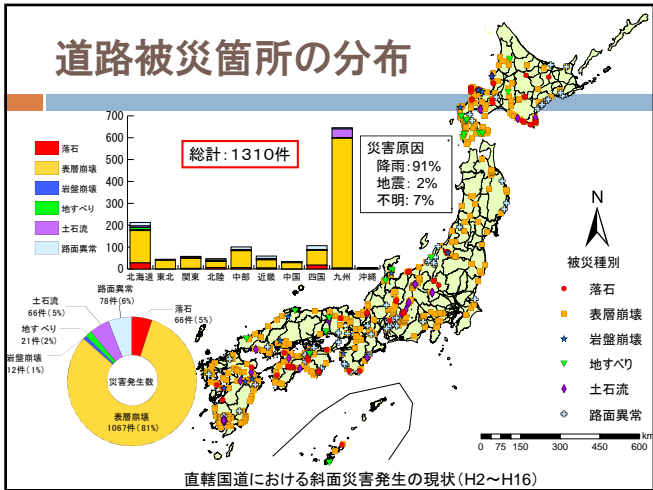 道路被災箇所の分布
700
600
500
400
300
200
100
0
落石
表層崩壊
岩盤崩壊
地すべり
土石流
路面異常
総計:1310件
災害原因
降雨:91%
地震:2%
不明:7%
北海道 東北 関東 北陸 中部 近畿 中国 四国 九州 沖縄
路面異常
78件(6%)
土石流
66件(5%)
地すべり
21件(2%)
岩盤崩壊
12件(1%)
落石
66件(5%)
災害発生数
表層崩壊
1067件(81%)
N
被災種別
落石
表層崩壊
岩盤崩壊
地すべり
土石流
路面異常
km
0 75 150 300 450 600
直轄国道における斜面災害発生の現状(H2~H16)